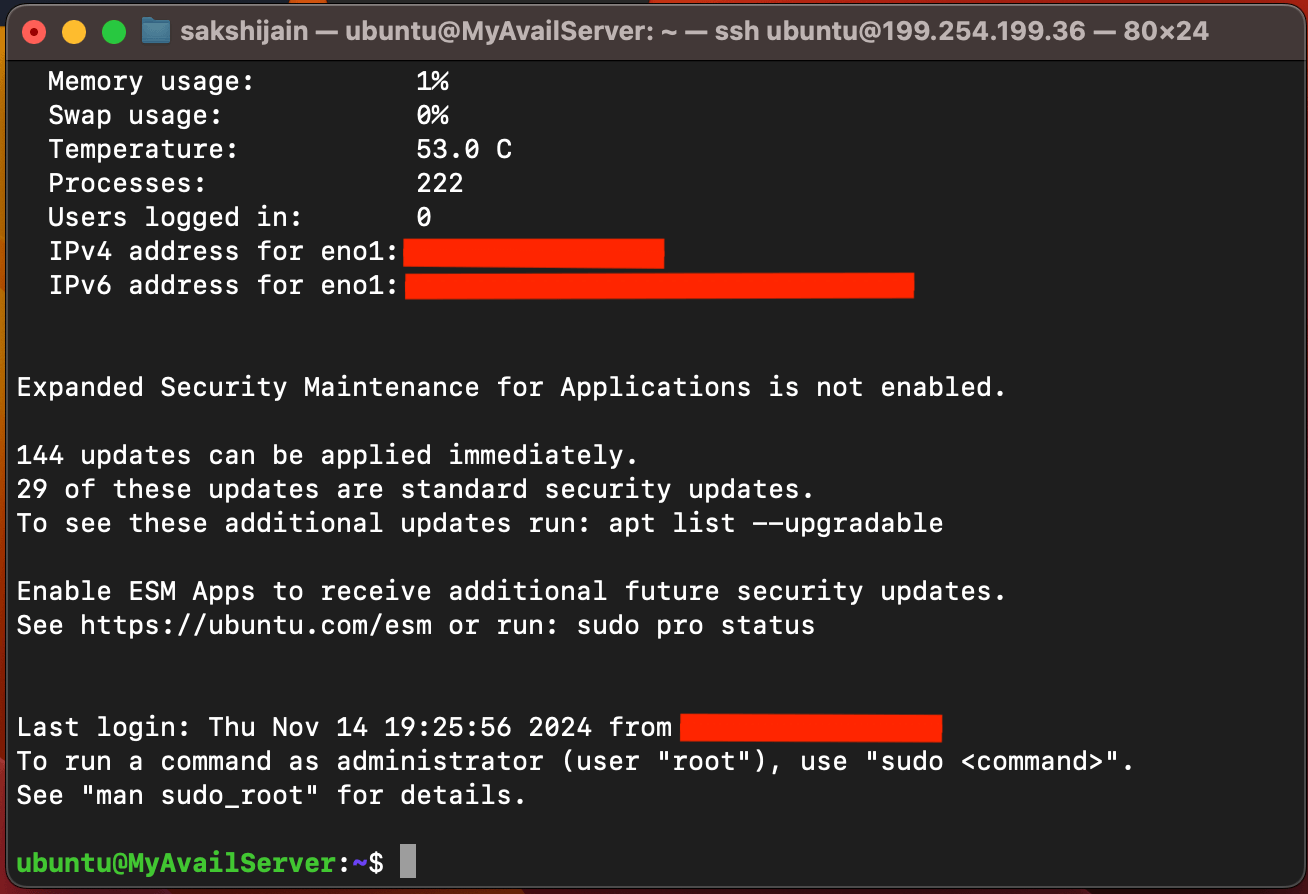 sakshijain — ubuntu@MyAvailServer: ~ — ssh ubuntu@199.254.199.36 — 80×24
Memory usage: 1%
Swap usage: 0%
Temperature: 53.0 C
Processes: 222
Users logged in: 0
IPv4 address for eno1:
IPv6 address for eno1:
Expanded Security Maintenance for Applications is not enabled.
144 updates can be applied immediately.
29 of these updates are standard security updates.
To see these additional updates run: apt list --upgradable
Enable ESM Apps to receive additional future security updates.
See https://ubuntu.com/esm or run: sudo pro status
Last login: Thu Nov 14 19:25:56 2024 from
To run a command as administrator (user "root"), use "sudo <command>".
See "man sudo_root" for details.
ubuntu@MyAvailServer:~$